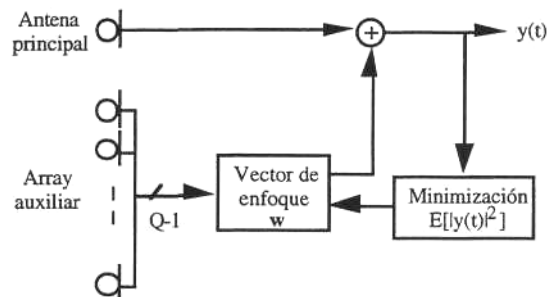 Antena
principal
+
y(t)
Array
auxiliar
Q-1
Vector de
enfoque
w
Minimización
E[|y(t)|²]